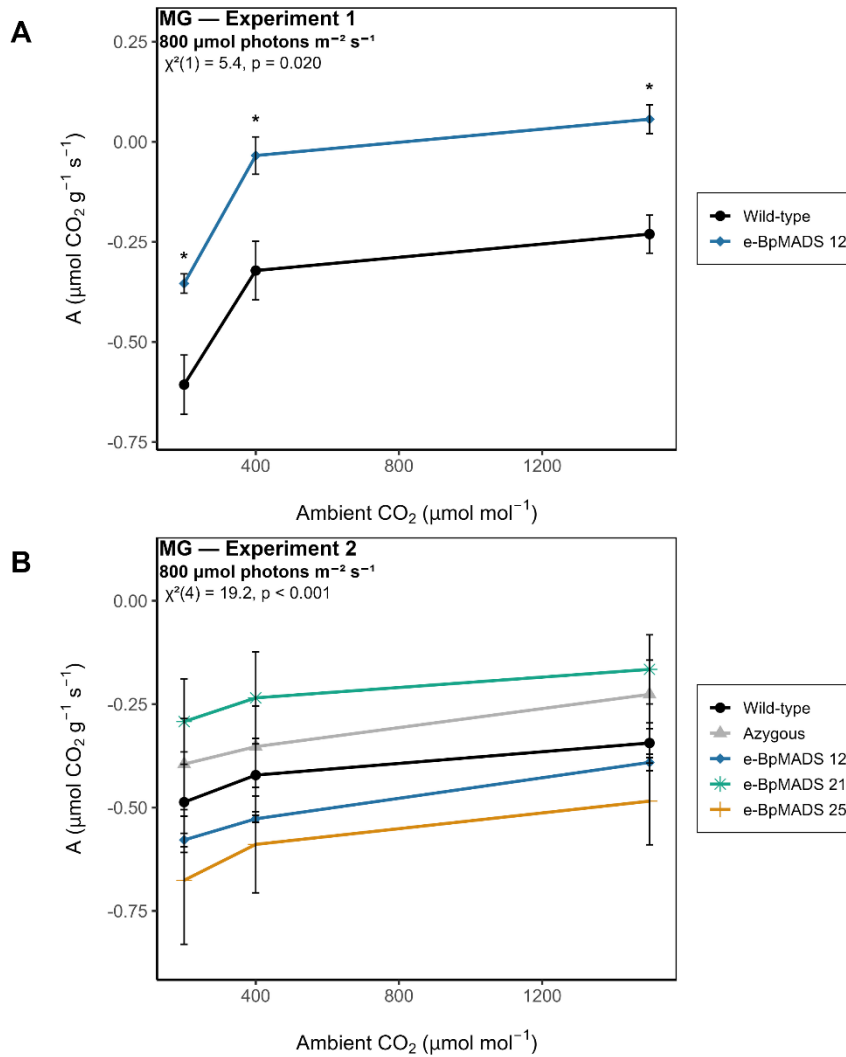 A
MG — Experiment 1
800 µmol photons m⁻² s⁻¹
χ²(1) = 5.4, p = 0.020
0.25
0.00
-0.25
-0.50
-0.75
A (µmol CO₂ g⁻¹ s⁻¹)
*
*
*
400
800
1200
Ambient CO₂ (µmol mol⁻¹)
Wild-type
e-BpMADS 12
B
MG — Experiment 2
800 µmol photons m⁻² s⁻¹
χ²(4) = 19.2, p < 0.001
0.00
-0.25
-0.50
-0.75
A (µmol CO₂ g⁻¹ s⁻¹)
400
800
1200
Ambient CO₂ (µmol mol⁻¹)
Wild-type
Azygous
e-BpMADS 12
e-BpMADS 21
e-BpMADS 25